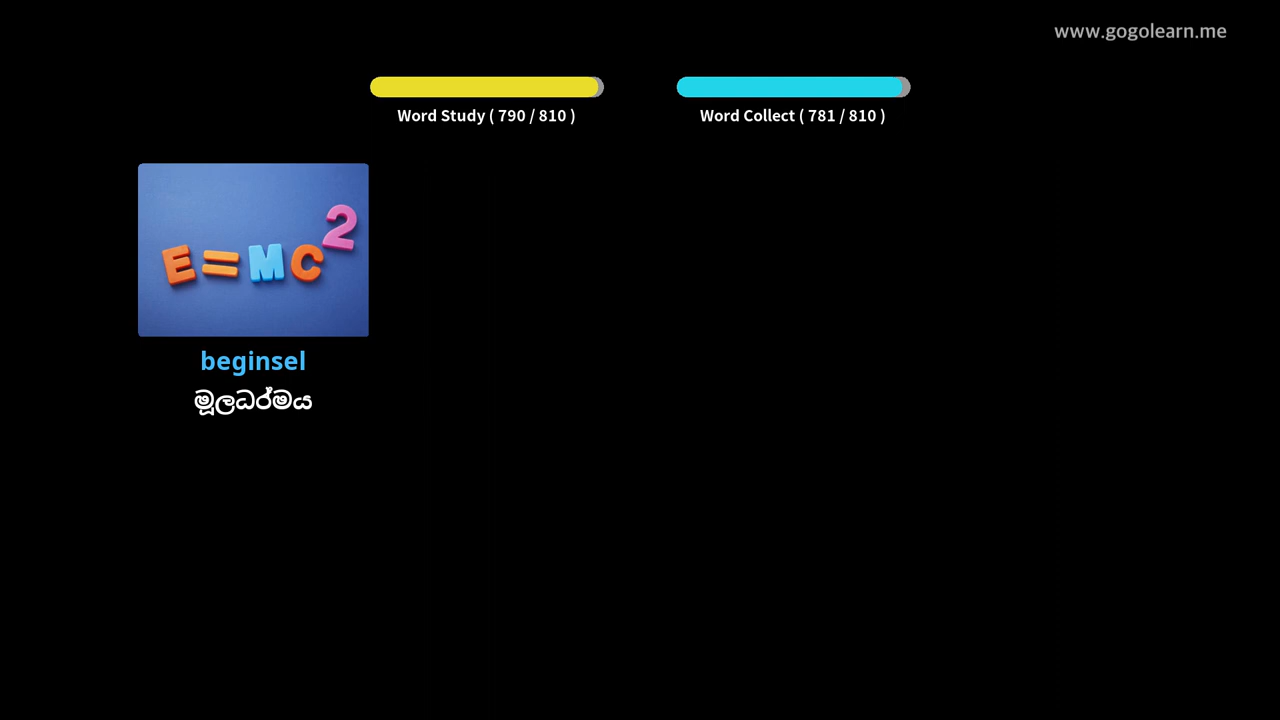 www.gogolearn.me
Word Study ( 790 / 810 )
Word Collect ( 781 / 810 )
E=MC²
beginsel
මූලධර්මය